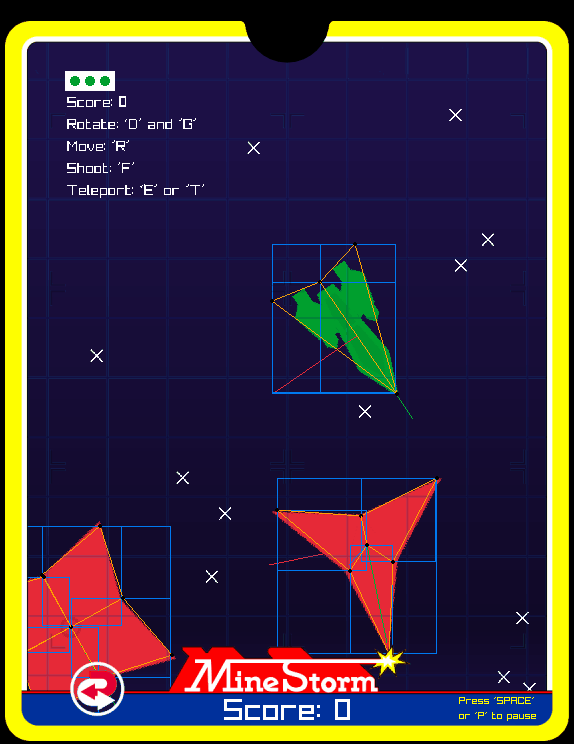 Score: 0
Rotate: 'D' and 'G'
Move: 'R'
Shoot: 'F'
Teleport: 'E' or 'T'
MineStorm
Score: 0
Press 'SPACE'
or 'P' to pause